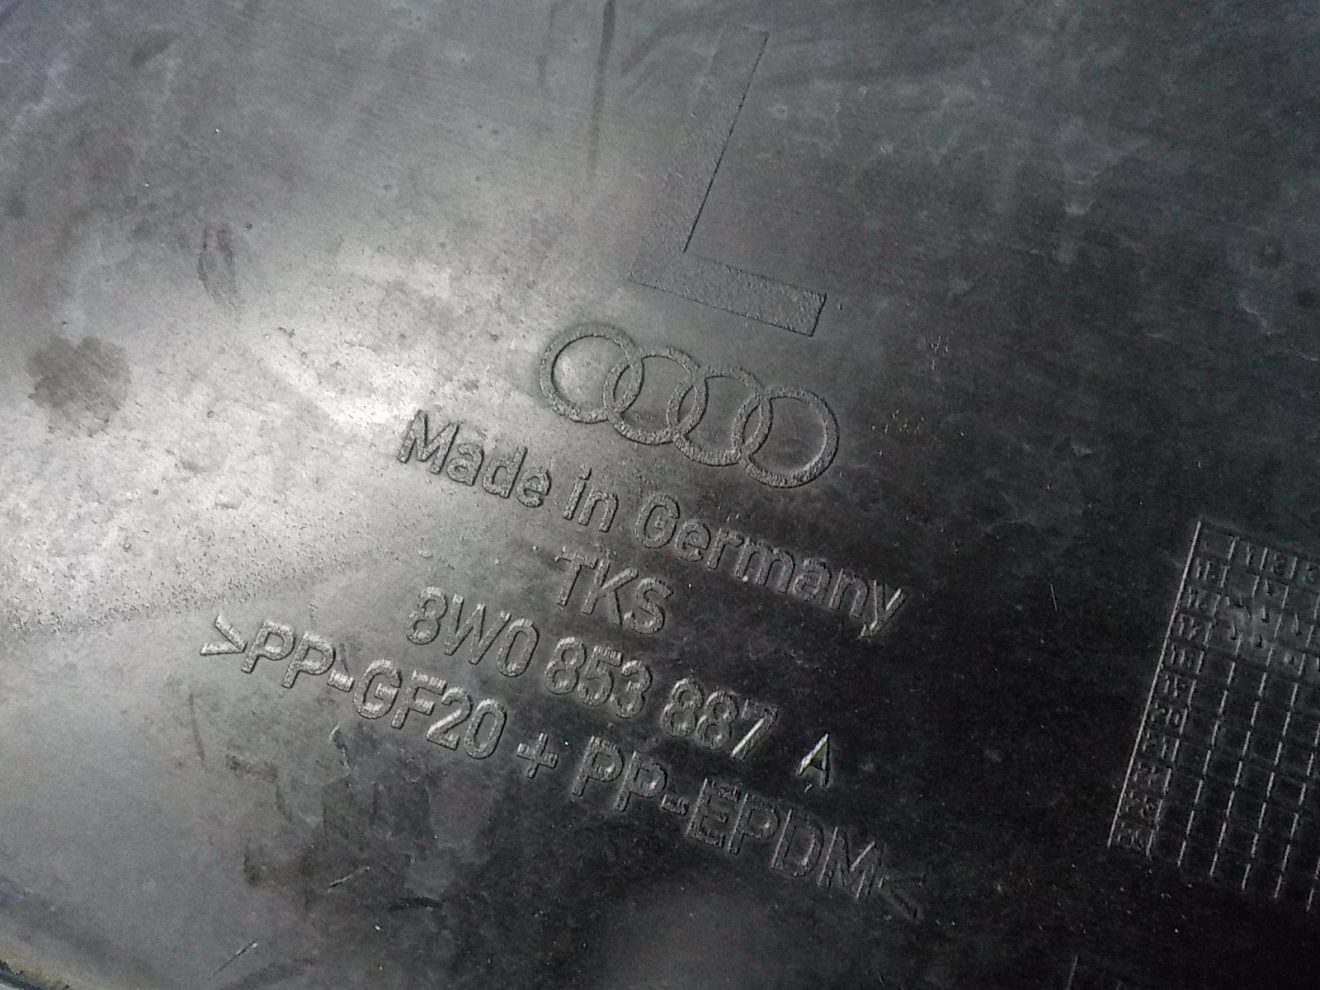 L
Made in Germany
TKS
8W0 853 887 A
>PP-GF20 + PP-EPDM<